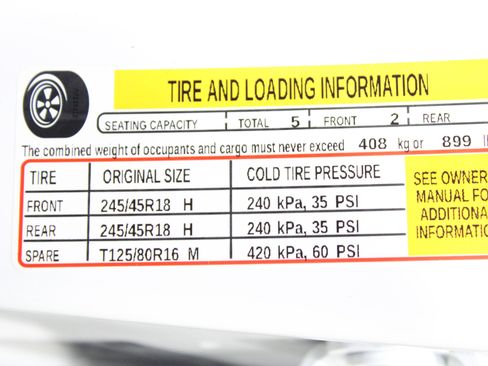 TIRE AND LOADING INFORMATION
SEATING CAPACITY TOTAL 5 FRONT 2 REAR
The combined weight of occupants and cargo must never exceed 408 kg or 899
TIRE ORIGINAL SIZE COLD TIRE PRESSURE
FRONT 245/45R18 H 240 kPa, 35 PSI
REAR 245/45R18 H 240 kPa, 35 PSI
SPARE T125/80R16 M 420 kPa, 60 PSI
SEE OWNER
MANUAL FO
ADDITIONA
INFORMATIO